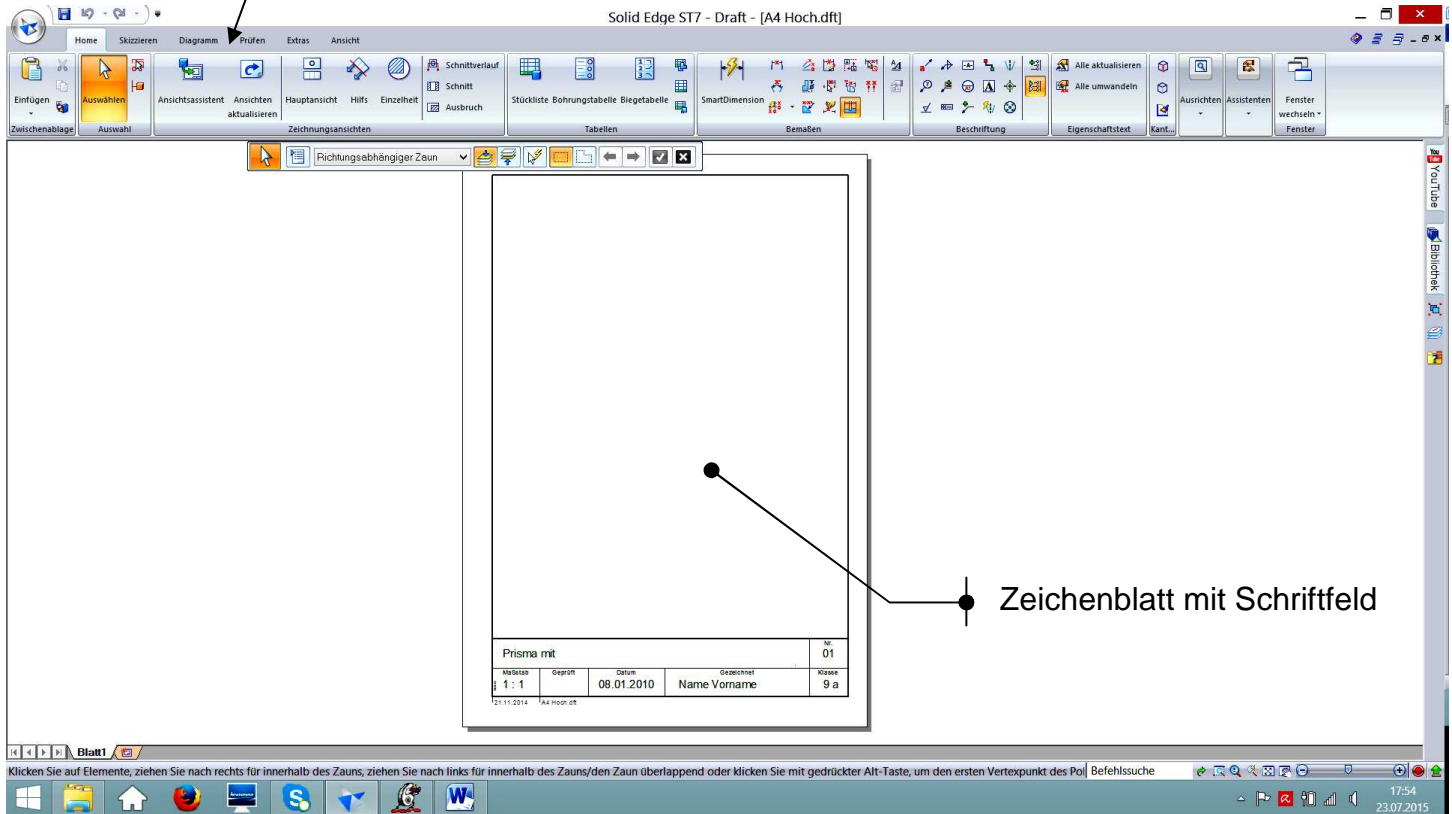 Solid Edge ST7 - Draft - [A4 Hoch.dft]
Home Skizzieren Diagramm Prüfen Extras Ansicht
Einfügen
Auswählen
Ansichtsassistent
Ansichten aktualisieren
Hauptansicht Hilfs Einzelheit
Schnittverlauf
Schnitt
Ausbruch
Stückliste Bohrungstabelle Biegetabelle
SmartDimension
Alle aktualisieren
Alle umwandeln
Ausrichten Assistenten
Fenster wechseln
Zwischenablage Auswahl Zeichnungsansichten Tabellen Bemaßen Beschriftung Eigenschaftstext Kant... Fenster
Richtungsabhängiger Zaun
You Tube YouTube
Bibliothek
Zeichenblatt mit Schriftfeld
Prisma mit
Nr.
01
Maßstab Geprüft Datum Gezeichnet Klasse
1 : 1 08.01.2010 Name Vorname 9 a
21.11.2014 A4 Hoch.dft
Blatt1
Klicken Sie auf Elemente, ziehen Sie nach rechts für innerhalb des Zauns, ziehen Sie nach links für innerhalb des Zauns/den Zaun überlappend oder klicken Sie mit gedrückter Alt-Taste, um den ersten Vertexpunkt des Pol Befehlssuche
17:54
23.07.2015